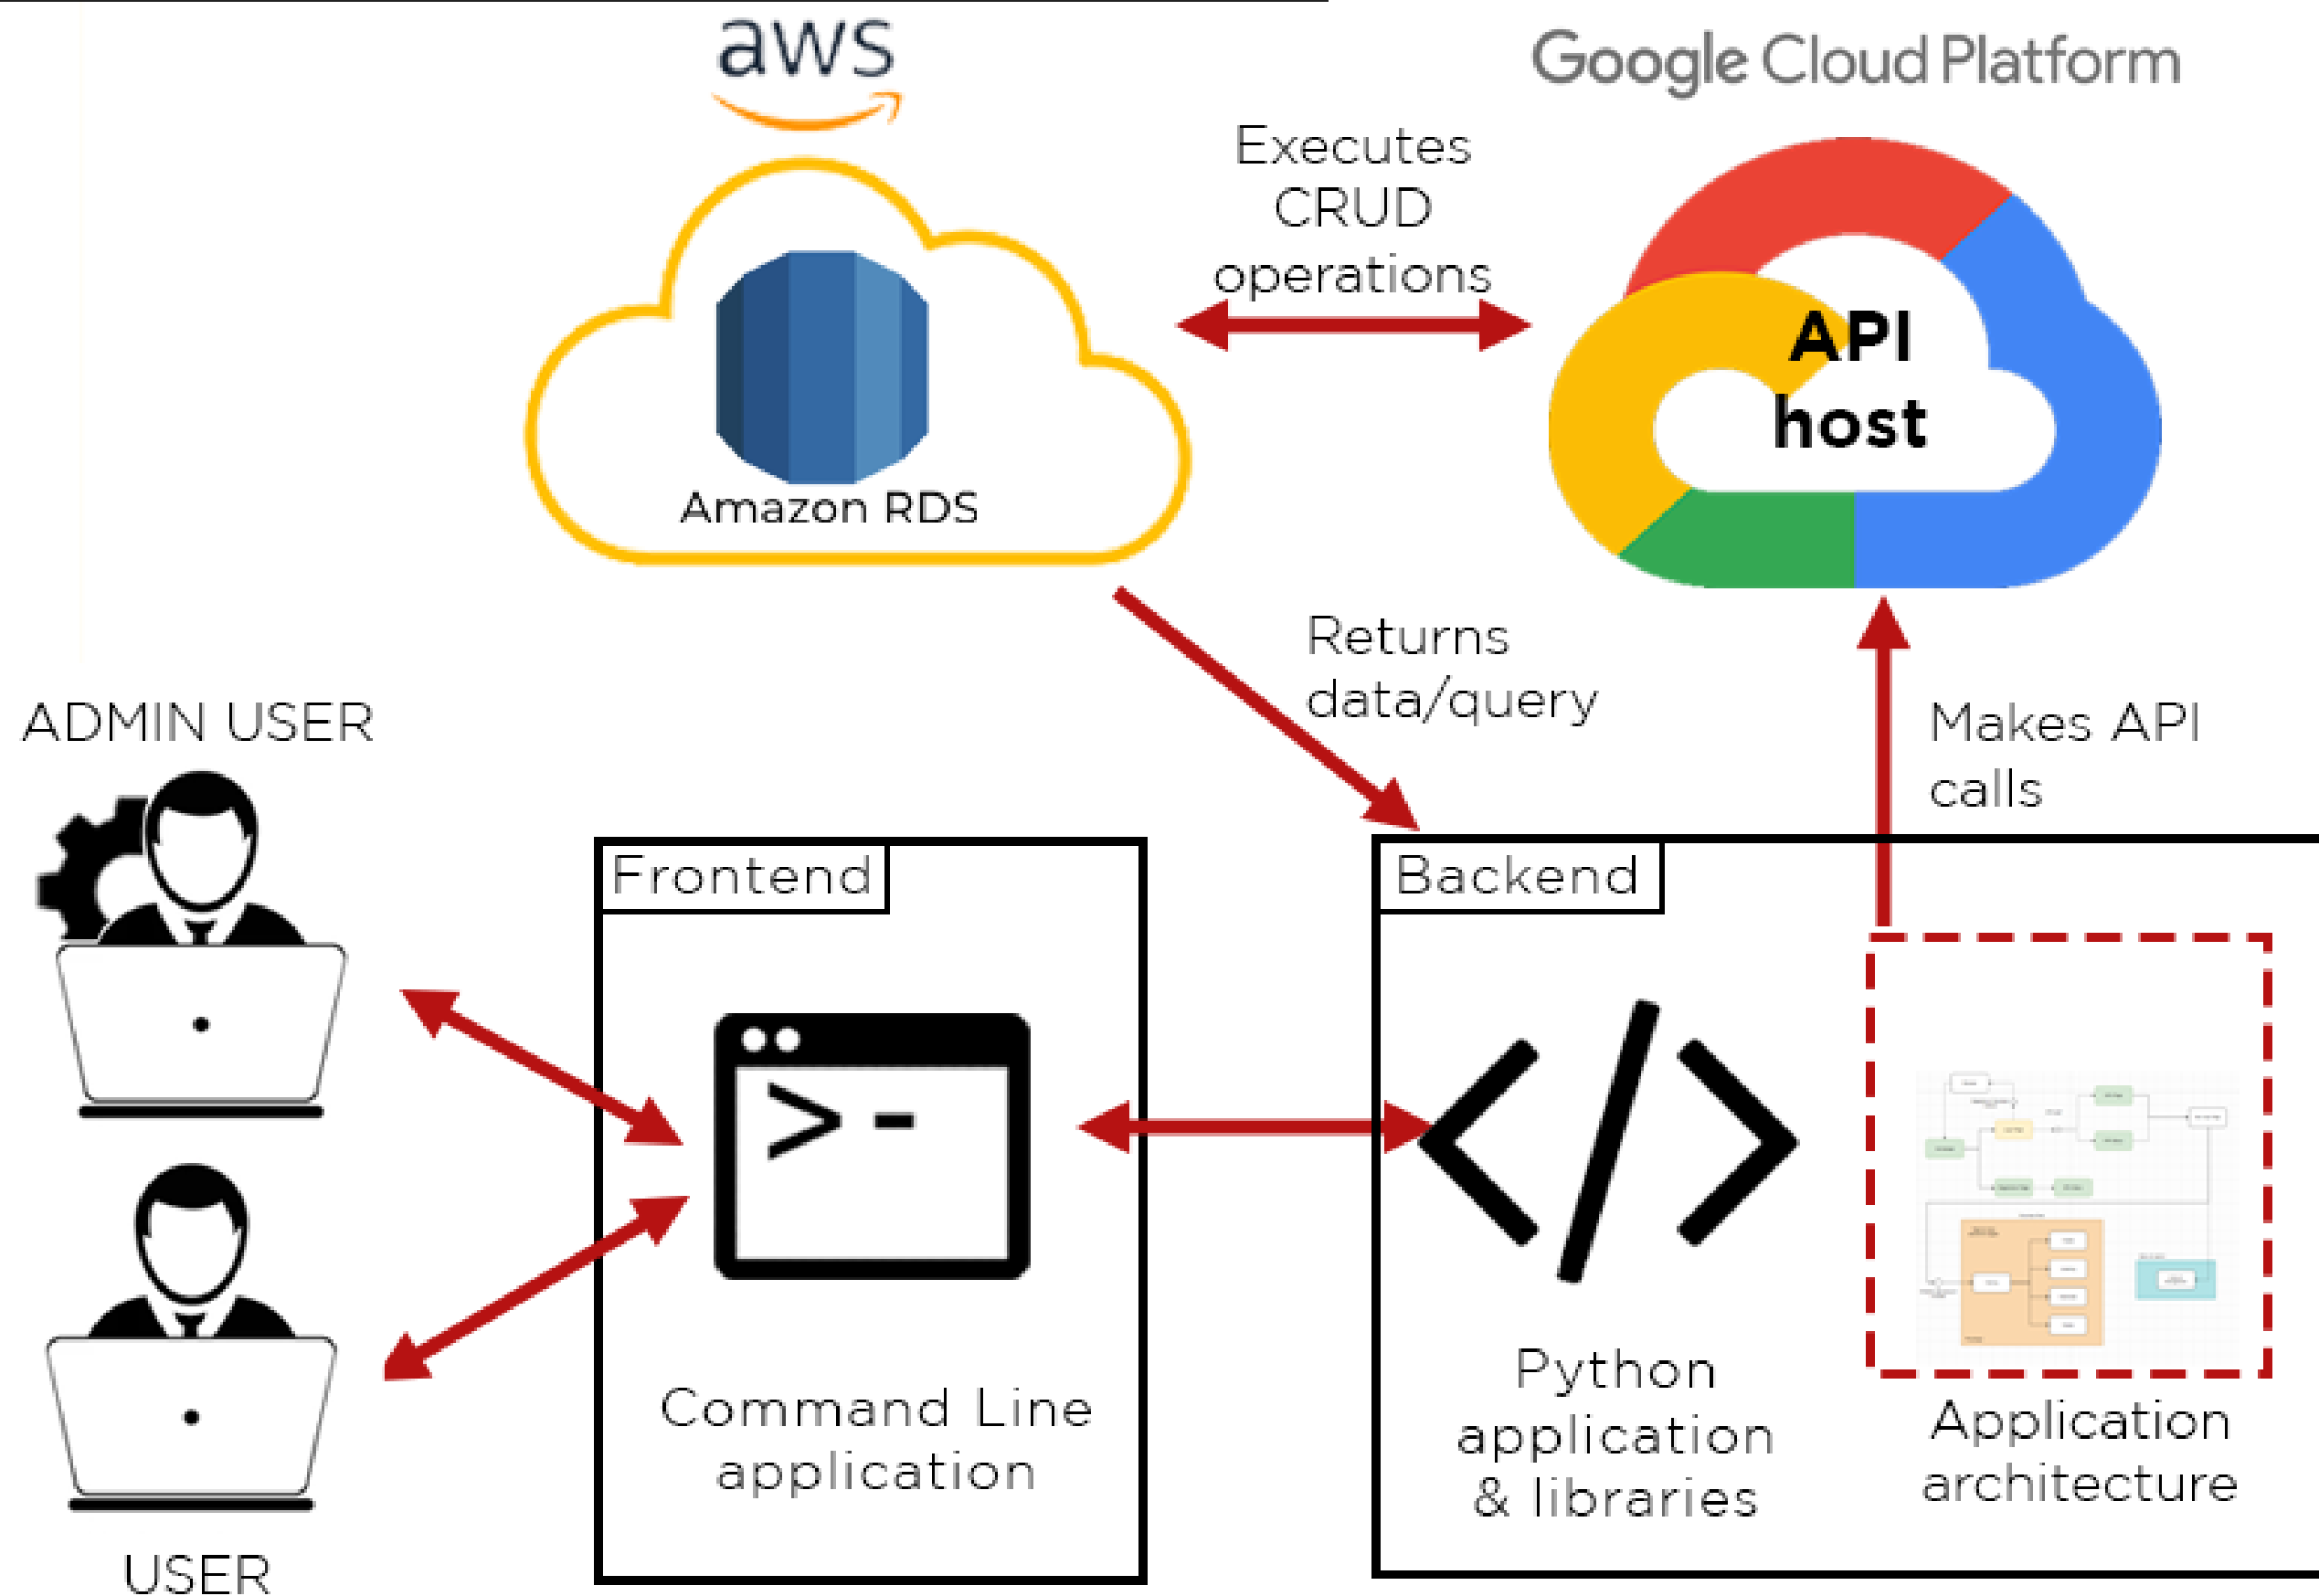 aws
Google Cloud Platform
Executes
CRUD
operations
API
host
Amazon RDS
Returns
data/query
ADMIN USER
Makes API
calls
Frontend
Backend
>-
</>
Command Line
application
Python
application
& libraries
Application
architecture
USER